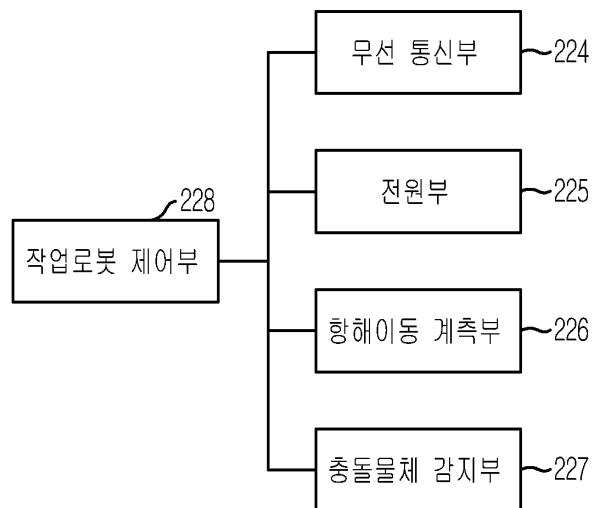 무선 통신부
224
전원부
225
228
작업로봇 제어부
항해이동 계측부
226
충돌물체 감지부
227